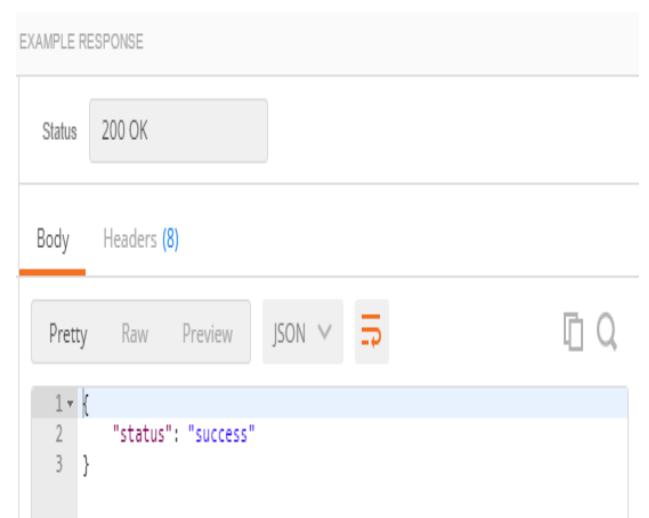 EXAMPLE RESPONSE
Status 200 OK
Body Headers (8)
Pretty Raw Preview JSON
1 {
2 "status": "success"
3 }